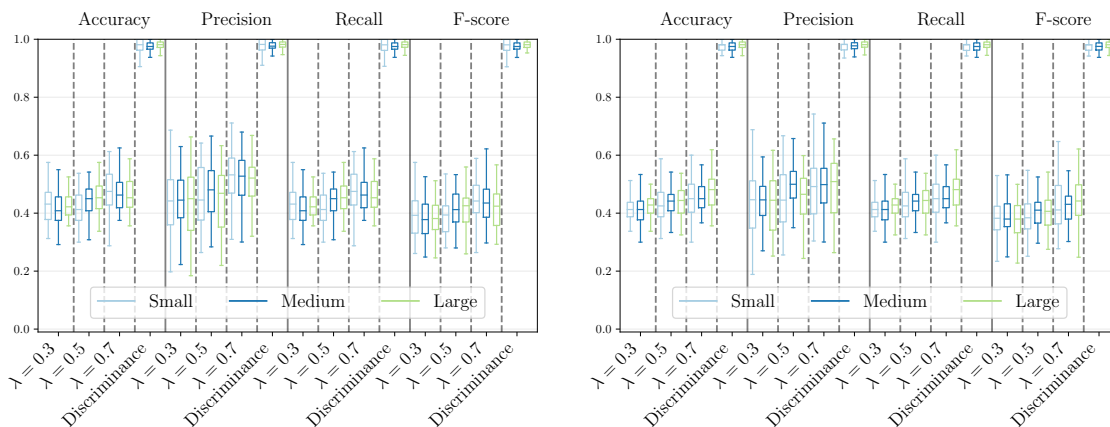 Accuracy Precision Recall F-score
1.0
0.8
0.6
0.4
0.2
0.0
Small Medium Large
λ = 0.3 λ = 0.5 λ = 0.7 Discriminance λ = 0.3 λ = 0.5 λ = 0.7 Discriminance λ = 0.3 λ = 0.5 λ = 0.7 Discriminance λ = 0.3 λ = 0.5 λ = 0.7 Discriminance
Accuracy Precision Recall F-score
1.0
0.8
0.6
0.4
0.2
0.0
Small Medium Large
λ = 0.3 λ = 0.5 λ = 0.7 Discriminance λ = 0.3 λ = 0.5 λ = 0.7 Discriminance λ = 0.3 λ = 0.5 λ = 0.7 Discriminance λ = 0.3 λ = 0.5 λ = 0.7 Discriminance